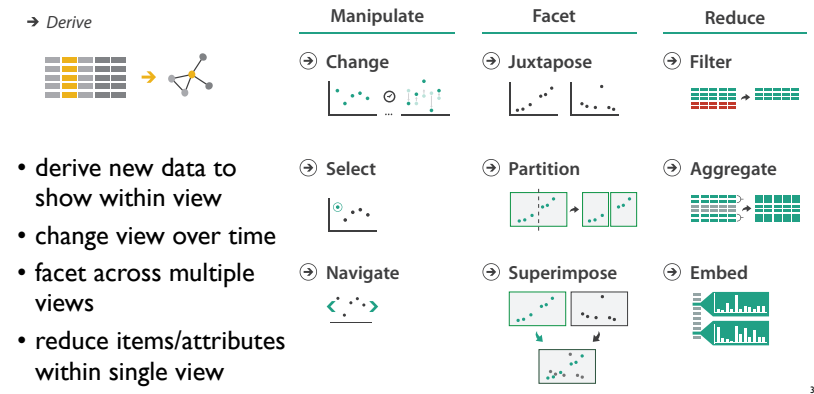 → Derive
• derive new data to
show within view
• change view over time
• facet across multiple
views
• reduce items/attributes
within single view
Manipulate
Change
...
Select
Navigate
Facet
Juxtapose
Partition
Superimpose
Reduce
Filter
Aggregate
Embed
3